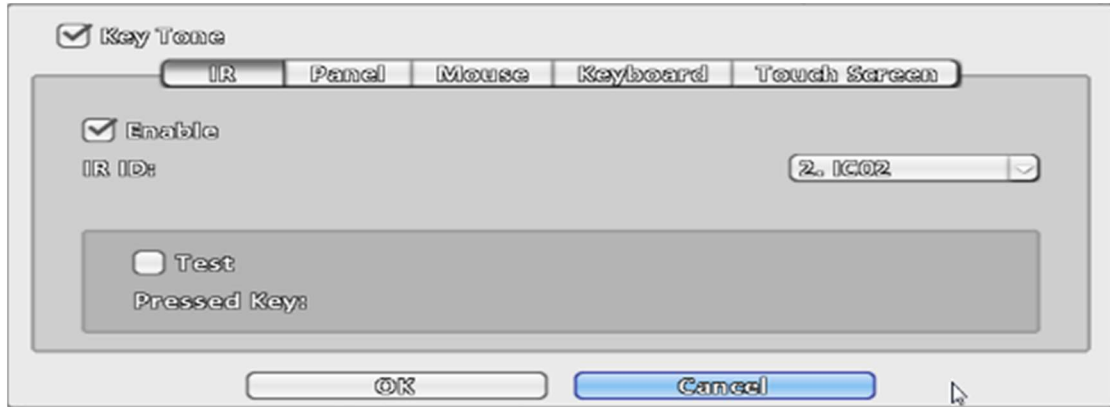 Key Tone
IR Panel Mouse Keyboard Touch Screen
Enable
IR ID: 2. IC02
Test
Pressed Key:
OK Cancel